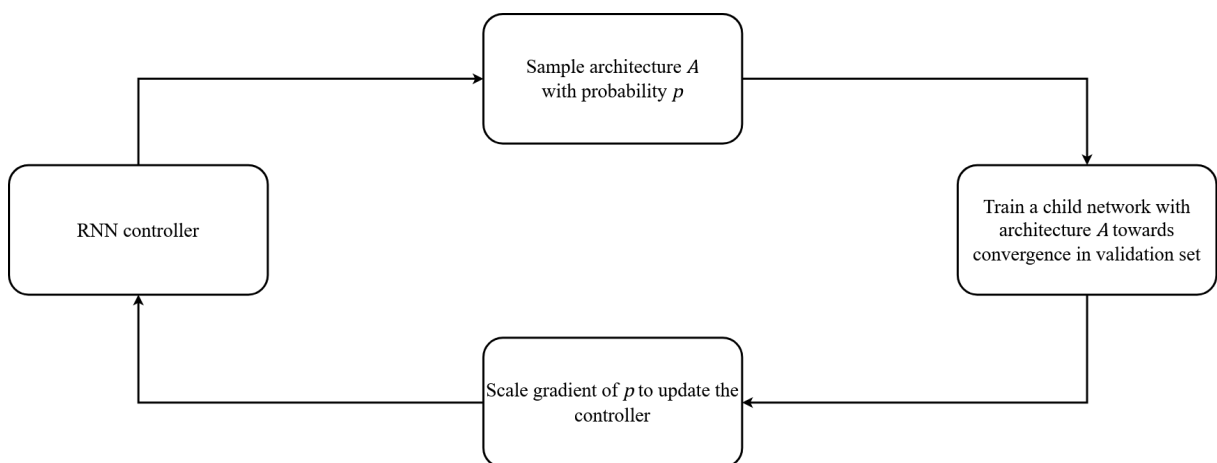 Sample architecture A
with probability p
RNN controller
Train a child network with
architecture A towards
convergence in validation set
Scale gradient of p to update the
controller